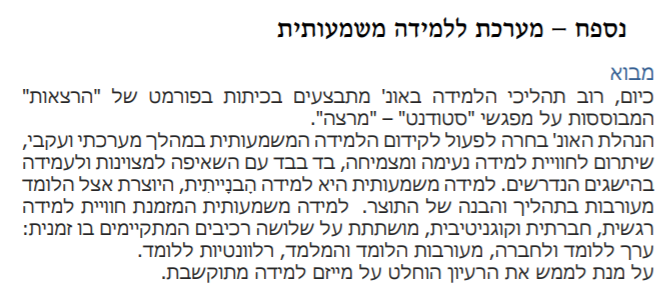 נספח – מערכת ללמידה משמעותית
מבוא
כיום, רוב תהליכי הלמידה באונ' מתבצעים בכיתות בפורמט של "הרצאות"
המבוססות על מפגשי "סטודנט" – "מרצה".
הנהלת האונ' בחרה לפעול לקידום הלמידה המשמעותית במהלך מערכתי ועקבי,
שיתרום לחוויית למידה נעימה ומצמיחה, בד בבד עם השאיפה למצוינות ולעמידה
בהישגים הנדרשים. למידה משמעותית היא למידה הַבנָיייתִית, היוצרת אצל הלומד
מעורבות בתהליך והבנה של התוצר. למידה משמעותית המזמנת חוויית למידה
רגשית, חברתית וקוגניטיבית, מושתתת על שלושה רכיבים המתקיימים בו זמנית:
ערך ללומד ולחברה, מעורבות הלומד והמלמד, רלוונטיות ללומד.
על מנת לממש את הרעיון הוחלט על מייזם למידה מתוקשבת.